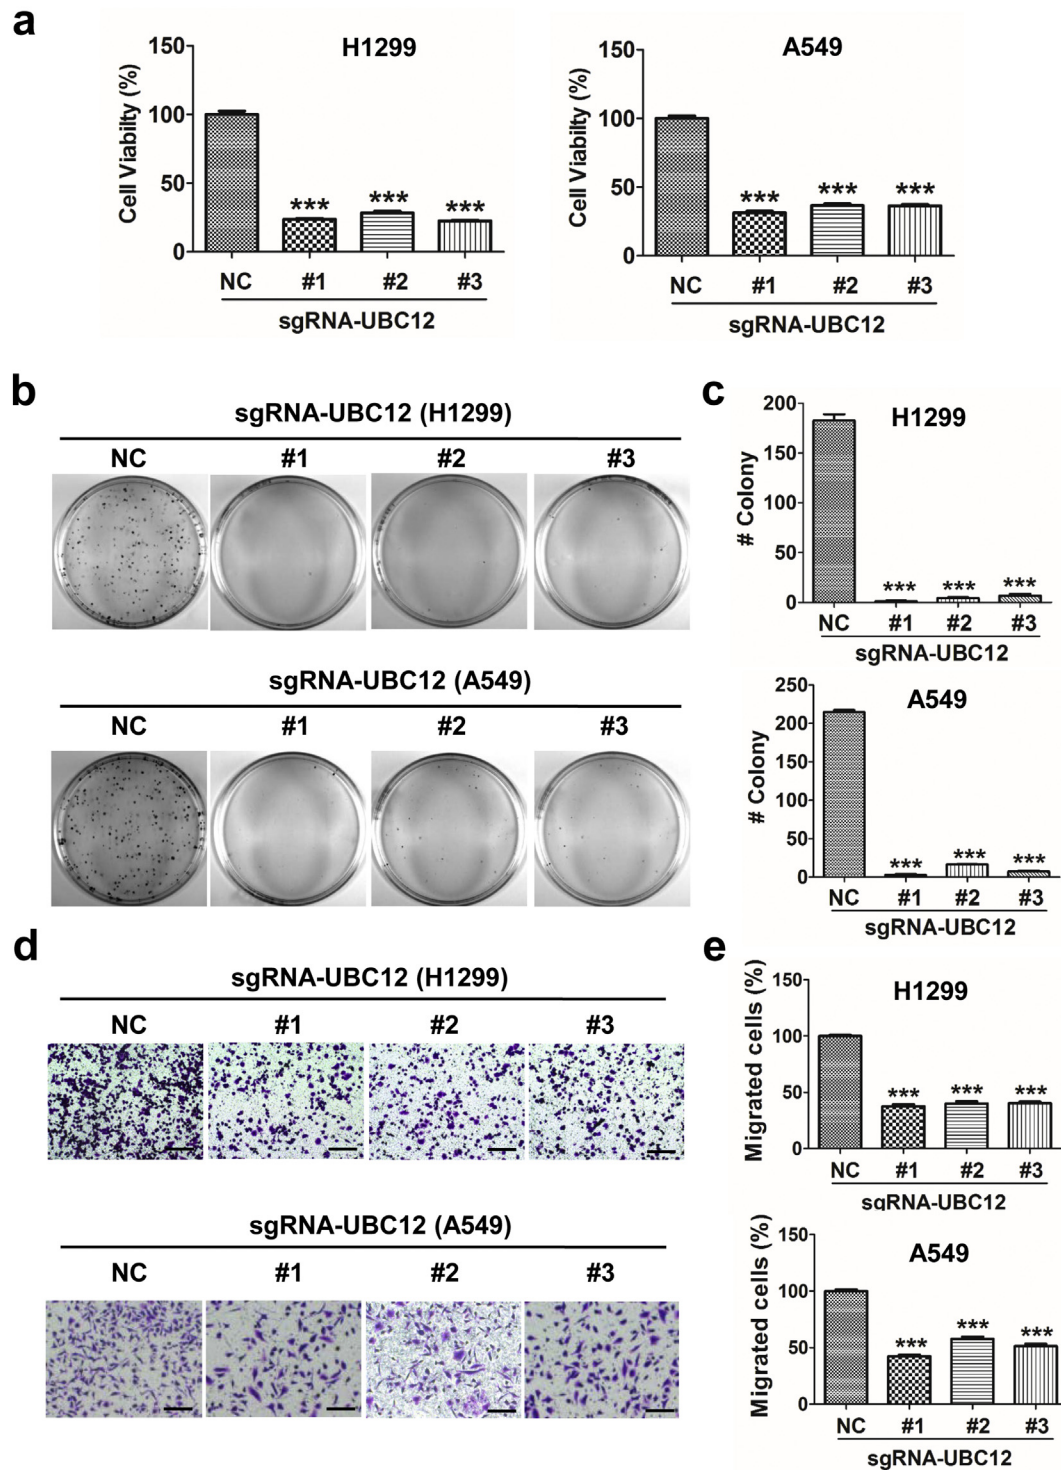 a
H1299
Cell Viabilty (%)
150
100
50
0
***
***
***
NC #1 #2 #3
sgRNA-UBC12
A549
Cell Viabilty (%)
150
100
50
0
***
***
***
NC #1 #2 #3
sgRNA-UBC12
b
sgRNA-UBC12 (H1299)
NC #1 #2 #3
sgRNA-UBC12 (A549)
NC #1 #2 #3
c
H1299
# Colony
200
150
100
50
0
***
***
***
NC #1 #2 #3
sgRNA-UBC12
A549
# Colony
250
200
150
100
50
0
***
***
***
NC #1 #2 #3
sgRNA-UBC12
d
sgRNA-UBC12 (H1299)
NC #1 #2 #3
sgRNA-UBC12 (A549)
NC #1 #2 #3
e
H1299
Migrated cells (%)
150
100
50
0
***
***
***
NC #1 #2 #3
sgRNA-UBC12
A549
Migrated cells (%)
150
100
50
0
***
***
***
NC #1 #2 #3
sgRNA-UBC12